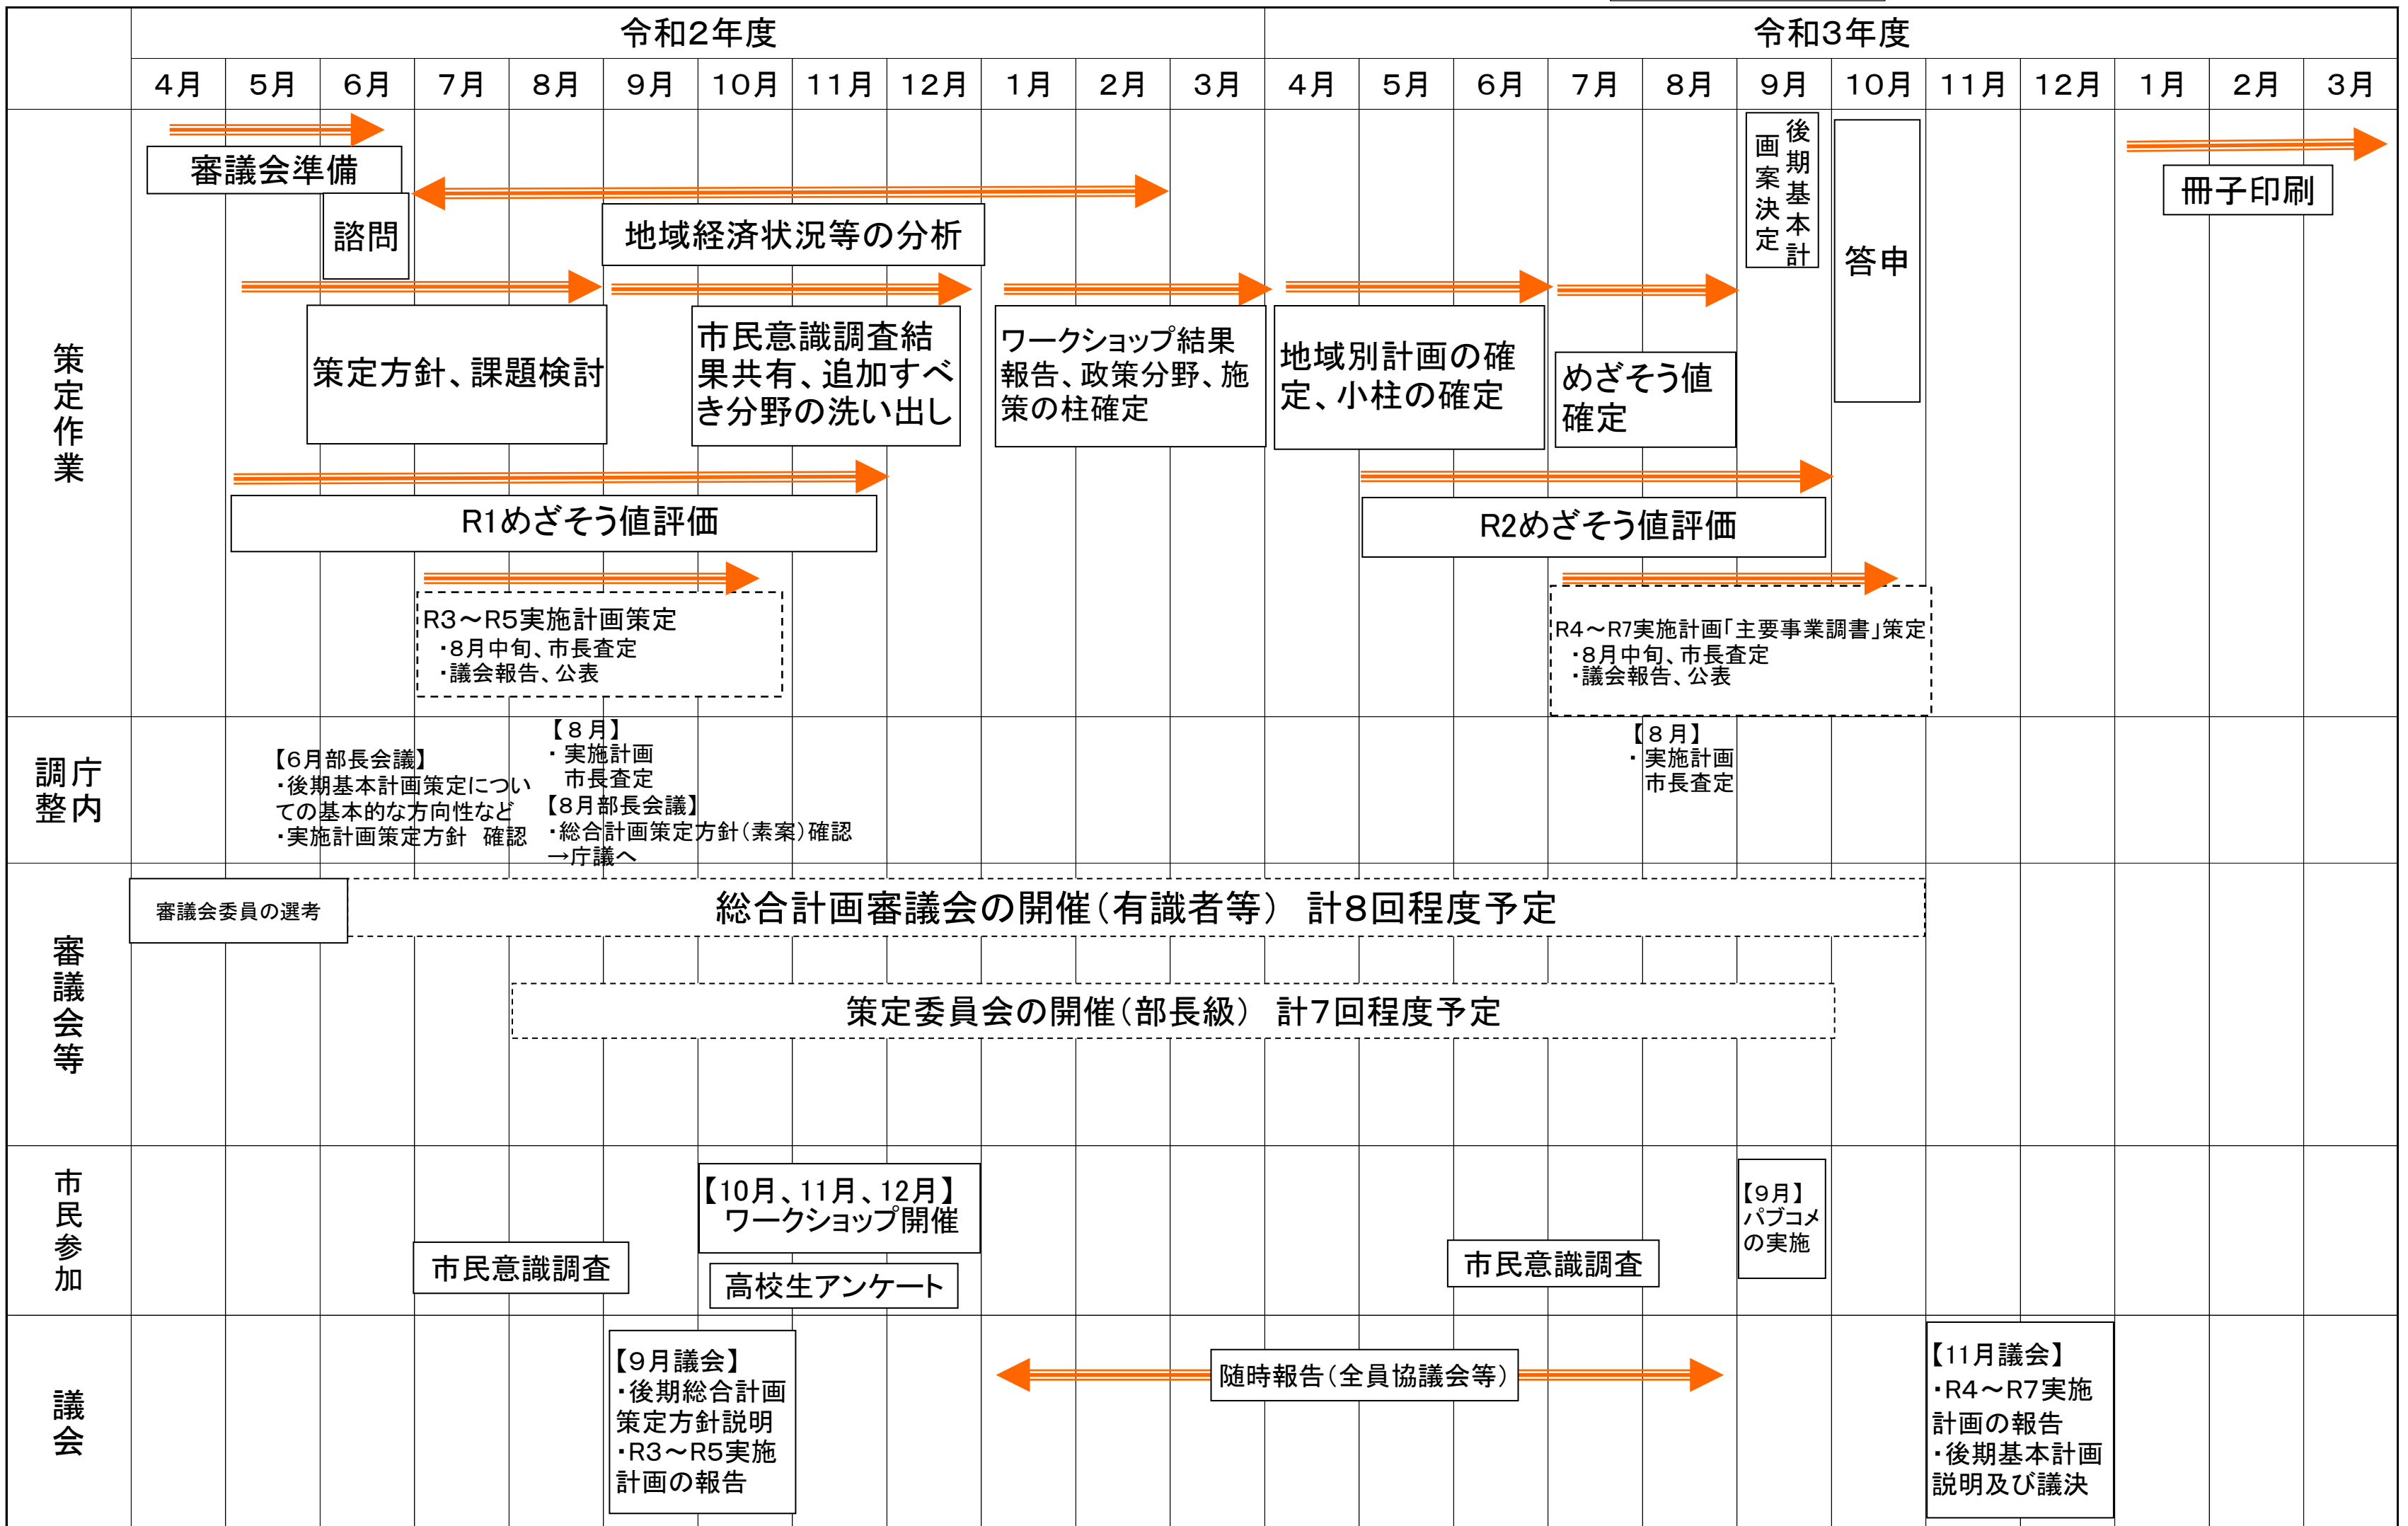 令和2年度
令和3年度
4月 5月 6月 7月 8月 9月 10月 11月 12月 1月 2月 3月 4月 5月 6月 7月 8月 9月 10月 11月 12月 1月 2月 3月
策定作業
審議会準備
諮問
地域経済状況等の分析
後期基本計
画案決定
答申
冊子印刷
策定方針、課題検討
市民意識調査結
果共有、追加すべ
き分野の洗い出し
ワークショップ結果
報告、政策分野、施
策の柱確定
地域別計画の確
定、小柱の確定
めざそう値
確定
R1めざそう値評価
R2めざそう値評価
R3～R5実施計画策定
・8月中旬、市長査定
・議会報告、公表
R4～R7実施計画「主要事業調書」策定
・8月中旬、市長査定
・議会報告、公表
庁内
調整
【6月部長会議】
・後期基本計画策定につい
ての基本的な方向性など
・実施計画策定方針　確認
【8月】
・実施計画
市長査定
【8月部長会議】
・総合計画策定方針（素案）確認
→庁議へ
【8月】
・実施計画
市長査定
審議会等
審議会委員の選考
総合計画審議会の開催（有識者等）　計8回程度予定
策定委員会の開催（部長級）　計7回程度予定
市民参加
市民意識調査
【10月、11月、12月】
ワークショップ開催
高校生アンケート
市民意識調査
【9月】
パブコメ
の実施
議会
【9月議会】
・後期総合計画
策定方針説明
・R3～R5実施
計画の報告
随時報告（全員協議会等）
【11月議会】
・R4～R7実施
計画の報告
・後期基本計画
説明及び議決